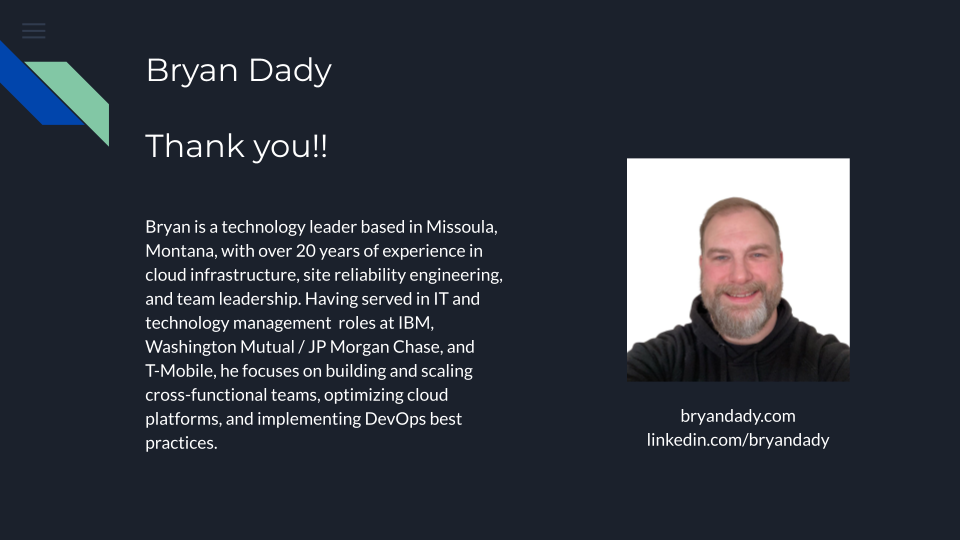 Bryan Dady
Thank you!!
Bryan is a technology leader based in Missoula,
Montana, with over 20 years of experience in
cloud infrastructure, site reliability engineering,
and team leadership. Having served in IT and
technology management  roles at IBM,
Washington Mutual / JP Morgan Chase, and
T-Mobile, he focuses on building and scaling
cross-functional teams, optimizing cloud
platforms, and implementing DevOps best
practices.
bryandady.com
linkedin.com/bryandady